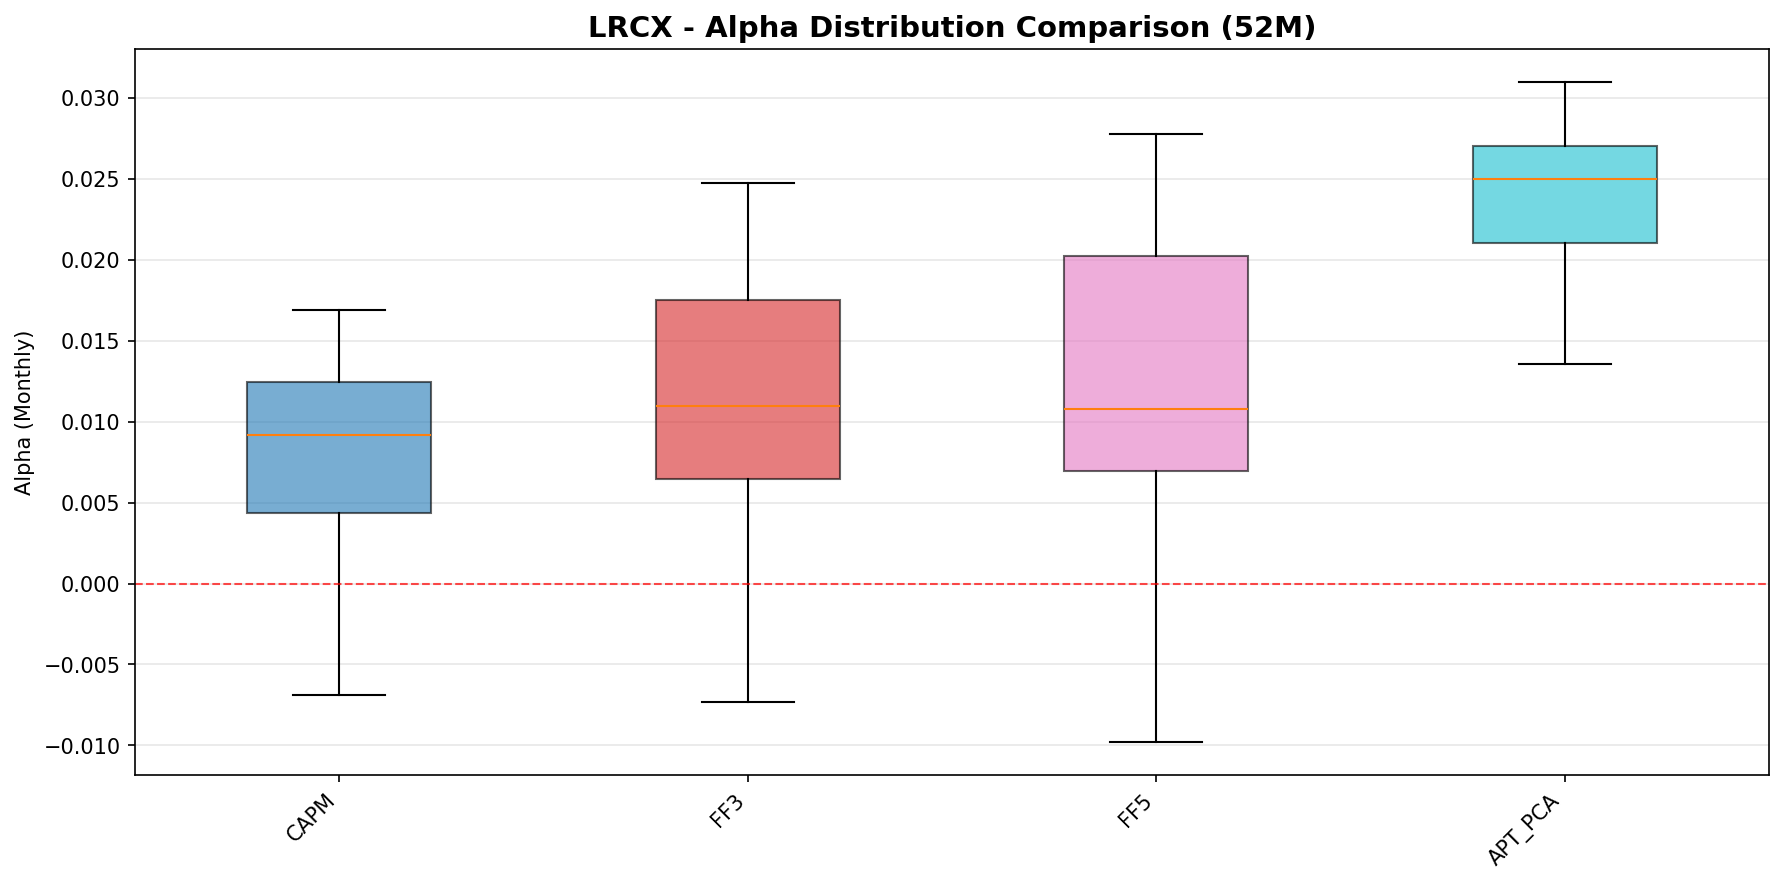 LRCX - Alpha Distribution Comparison (52M)
Alpha (Monthly)
0.030
0.025
0.020
0.015
0.010
0.005
0.000
−0.005
−0.010
CAPM
FF3
FF5
APT_PCA